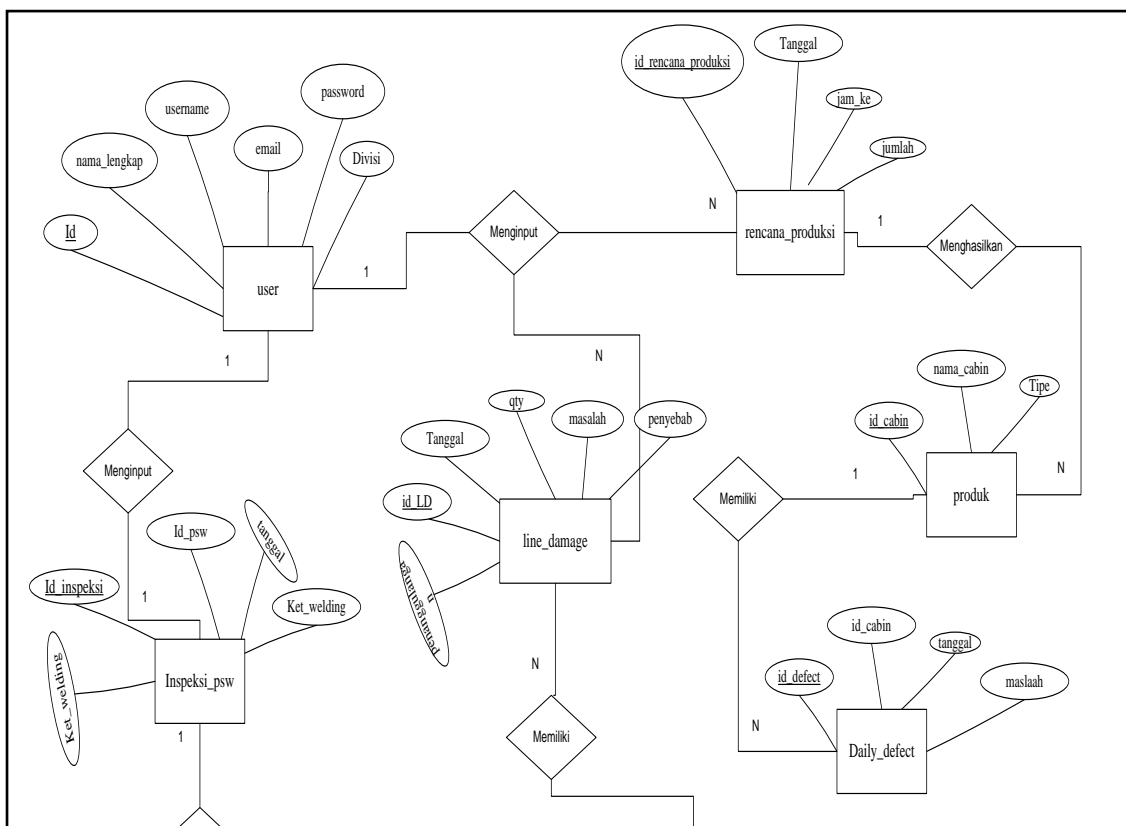 id_rencana_produksi
Tanggal
jam_ke
jumlah
password
username
email
Divisi
nama_lengkap
Id
user
1
Menginput
N
rencana_produksi
1
Menghasilkan
1
N
nama_cabin
Tipe
id_cabin
produk
N
1
Memiliki
qty
masalah
penyebab
Tanggal
id_LD
penanggulanga
n
line_damage
Menginput
Id_psw
tanggal
Id_inspeksi
Ket_welding
Ket_welding
1
Inspeksi_psw
1
N
Memiliki
id_cabin
tanggal
id_defect
maslaah
N
Daily_defect